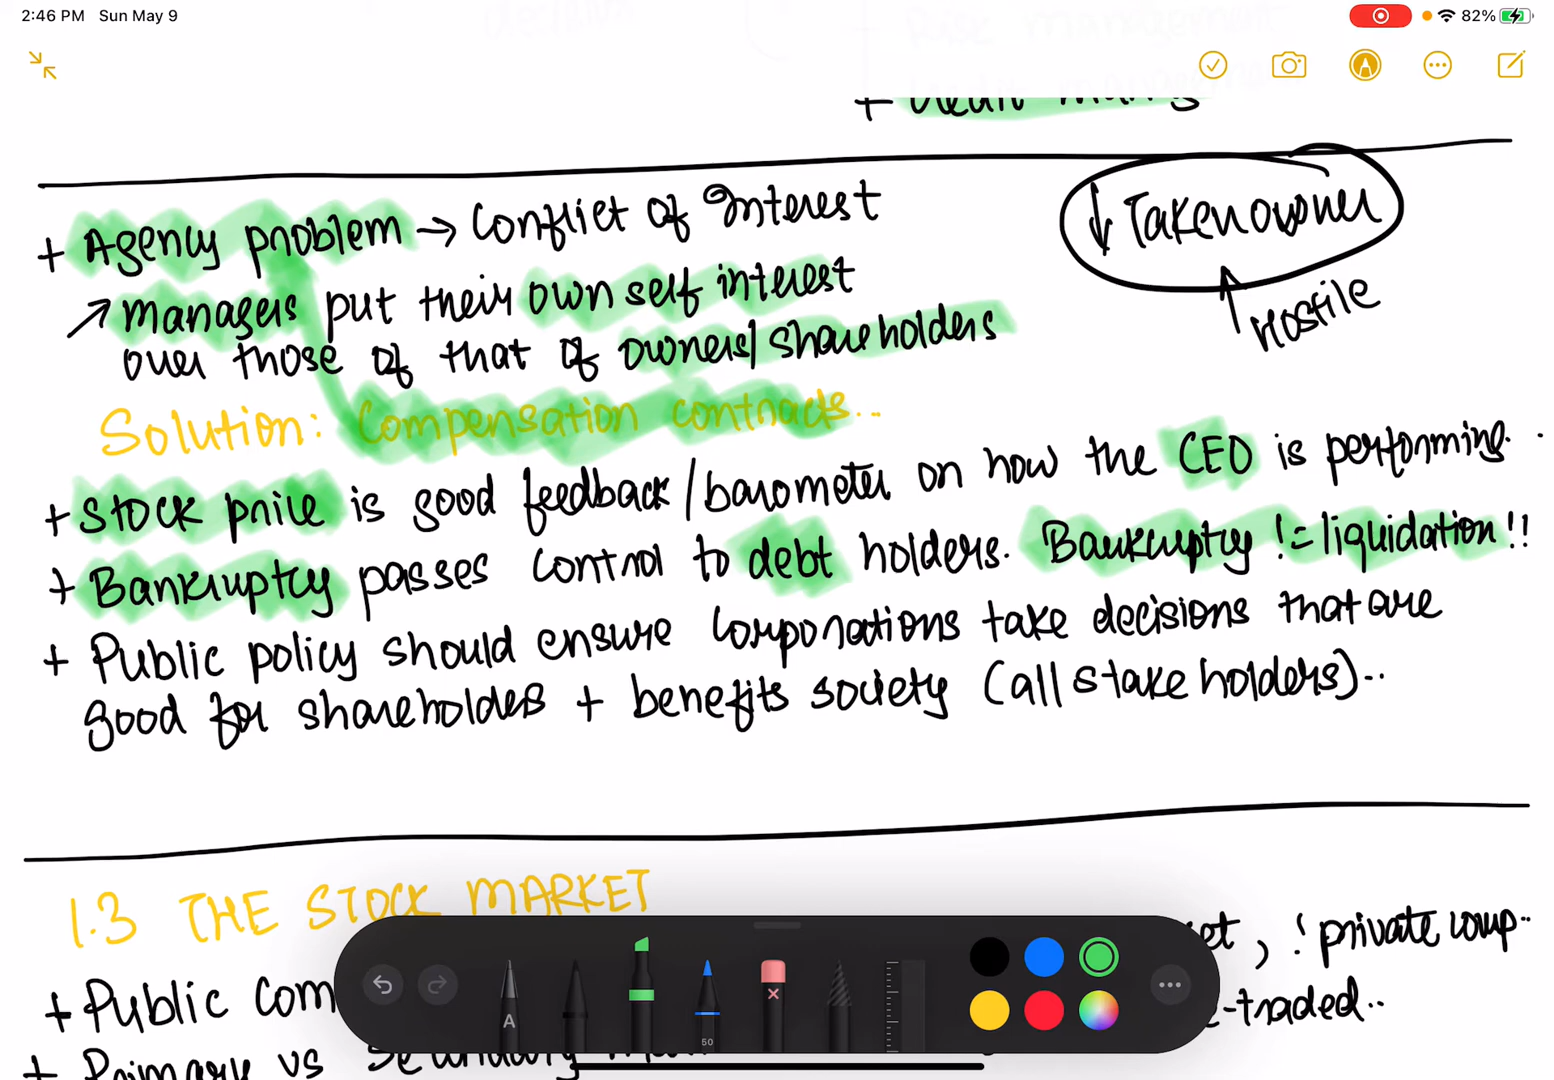 2:46 PM Sun May 9
82%
+ Agency problem → Conflict of Interest
↓ Takeovover
↗ managers put their own self interest
Hostile
over those of that of owners/shareholders
Solution: Compensation contracts..
+ Stock price is good feedback/barometer on how the CEO is performing..
+ Bankruptcy passes control to debt holders. Bankruptcy != liquidation!!
+ Public policy should ensure corporations take decisions that are
good for shareholders + benefits society (all stakeholders)..
1.3 THE STOCK MARKET
, ! private comp..
+ Public Com
-traded..
+ Primary vs
A
50